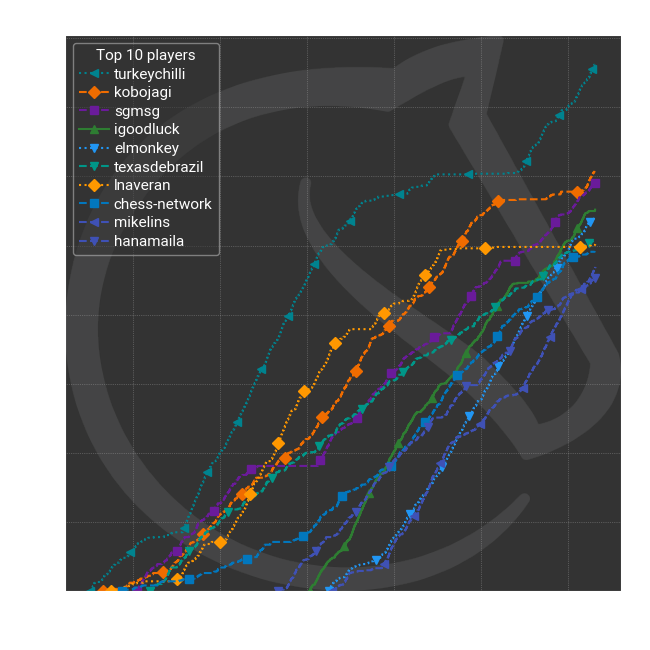 Top 10 players
turkeychilli
kobojagi
sgmsg
igoodluck
elmonkey
texasdebrazil
lnaveran
chess-network
mikelins
hanamaila